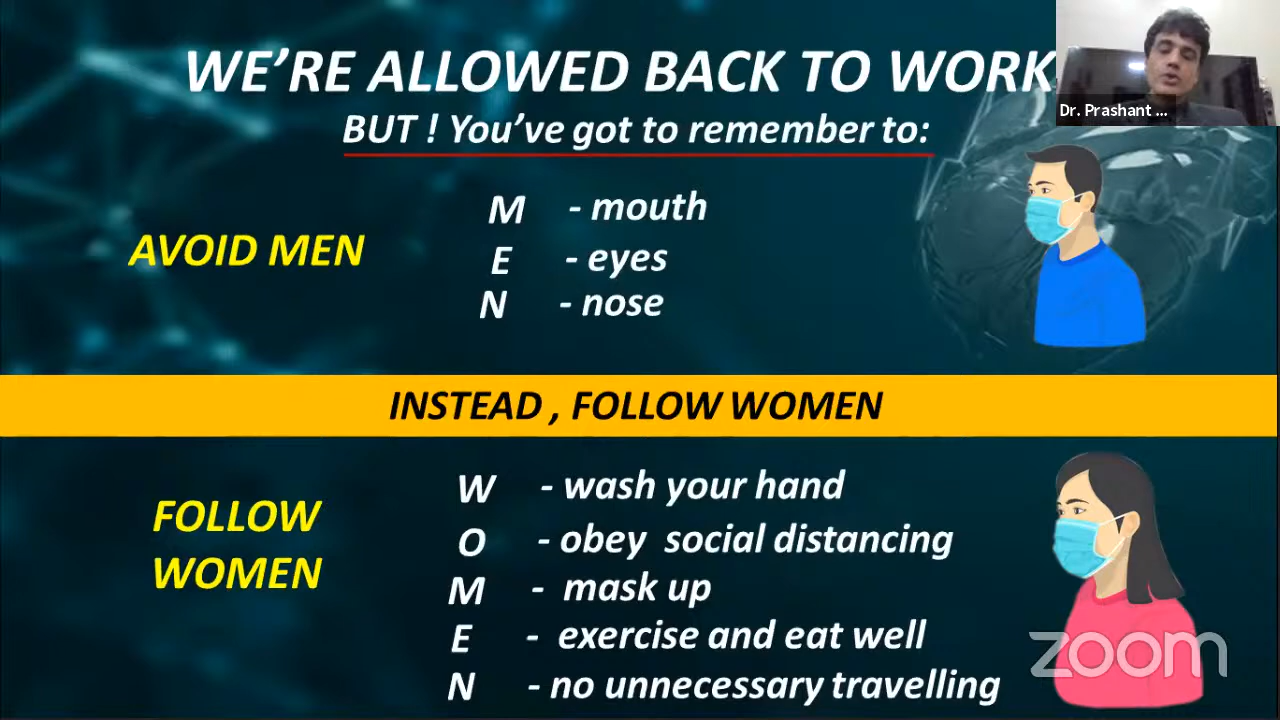 WE'RE ALLOWED BACK TO WORK
Dr. Prashant ...
BUT ! You've got to remember to:
AVOID MEN
M - mouth
E - eyes
N - nose
INSTEAD , FOLLOW WOMEN
FOLLOW
WOMEN
W - wash your hand
O - obey social distancing
M - mask up
E - exercise and eat well
N - no unnecessary travelling
zoom